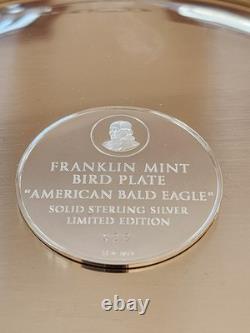 FRANKLIN MINT
BIRD PLATE
"AMERICAN BALD EAGLE"
SOLID STERLING SILVER
LIMITED EDITION